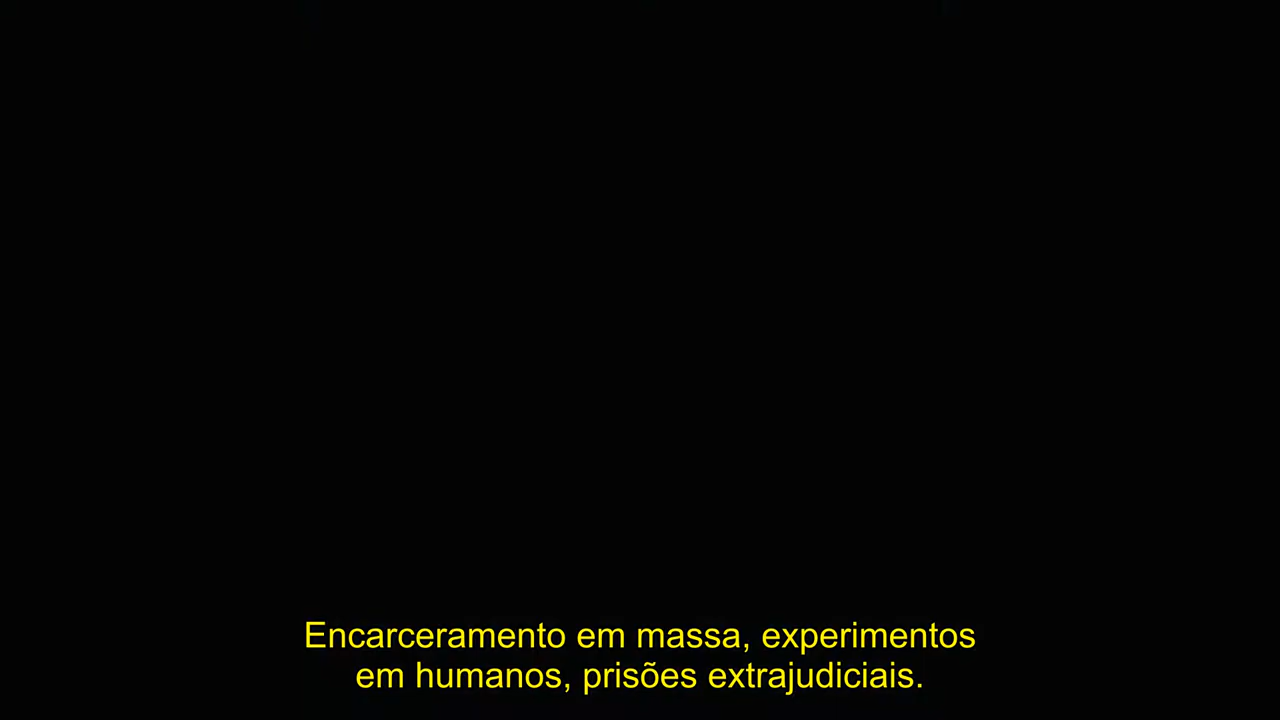 Encarceramento em massa, experimentos
em humanos, prisões extrajudiciais.